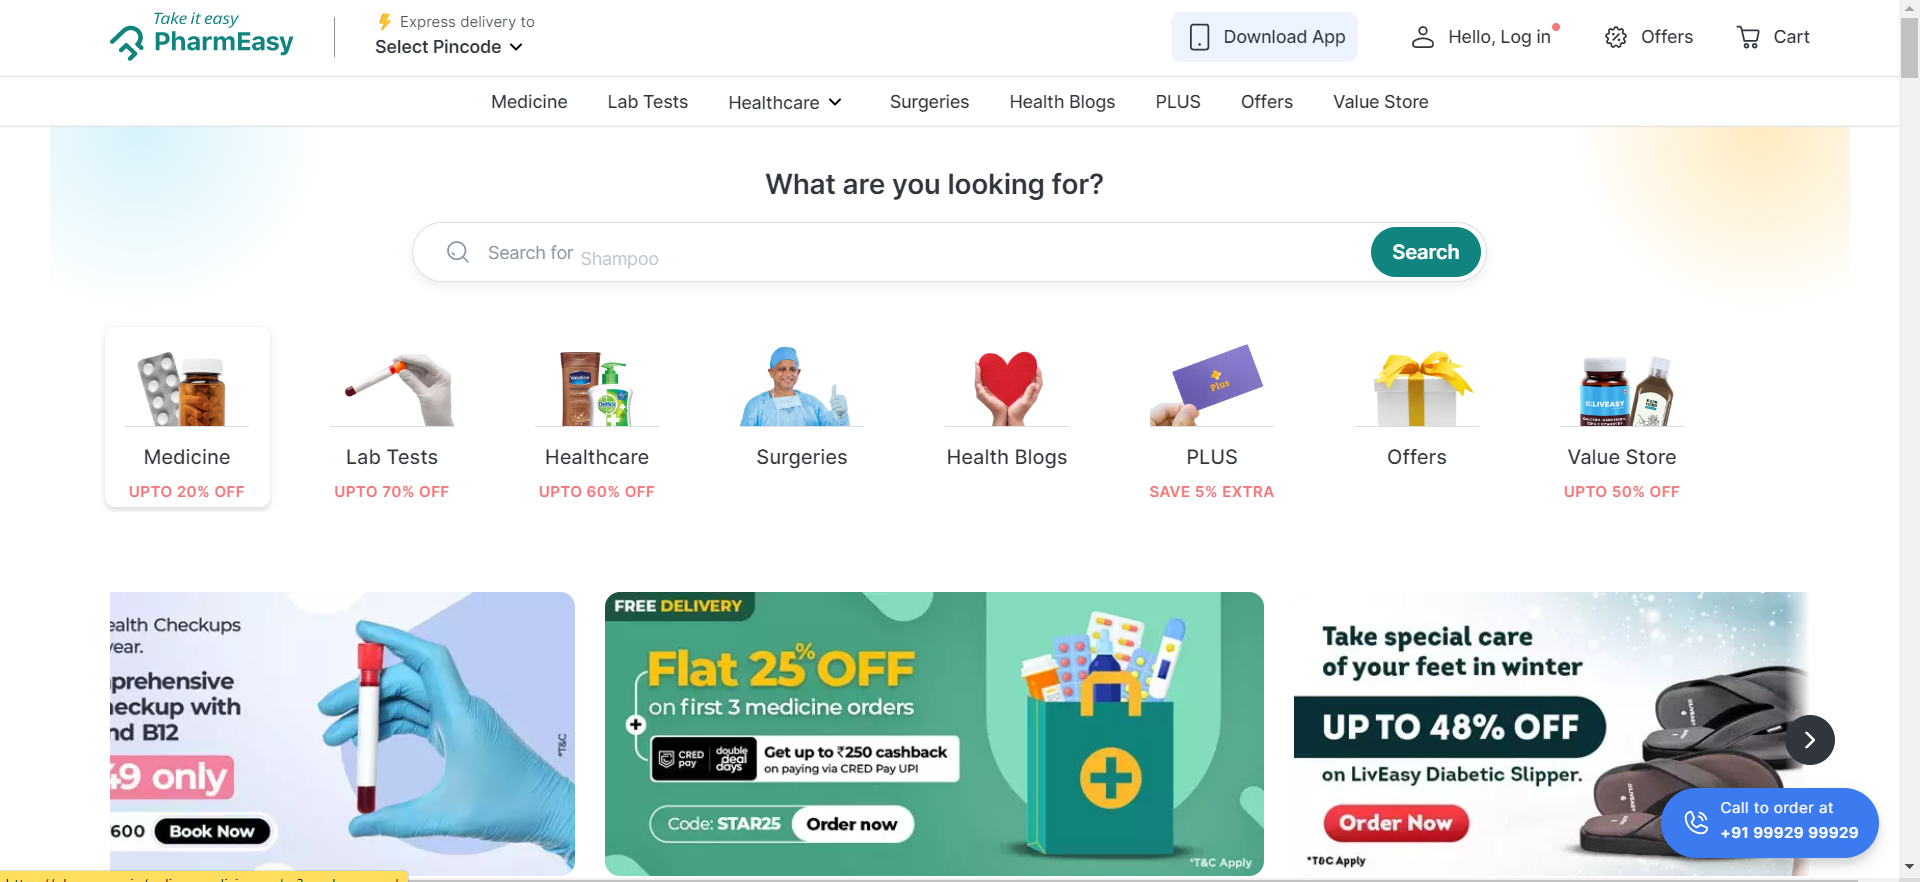 Take it easy
PharmEasy
Express delivery to
Select Pincode
Download App
Hello, Log in
Offers
Cart
Medicine
Lab Tests
Healthcare
Surgeries
Health Blogs
PLUS
Offers
Value Store
What are you looking for?
Search for Shampoo
Search
Medicine
UPTO 20% OFF
Lab Tests
UPTO 70% OFF
Vaseline
Dettol
Healthcare
UPTO 60% OFF
Surgeries
Health Blogs
Plus
PLUS
SAVE 5% EXTRA
Offers
LIVEASY
Value Store
UPTO 50% OFF
ealth Checkups
year.
prehensive
eckup with
nd B12
49 only
600 Book Now
*T&C
FREE DELIVERY
Flat 25% OFF
on first 3 medicine orders
CRED pay
double deal days
Get up to ₹250 cashback
on paying via CRED Pay UPI
Code: STAR25
Order now
*T&C Apply
Take special care
of your feet in winter
UP TO 48% OFF
on LivEasy Diabetic Slipper.
Order Now
*T&C Apply
Call to order at
+91 99929 99929